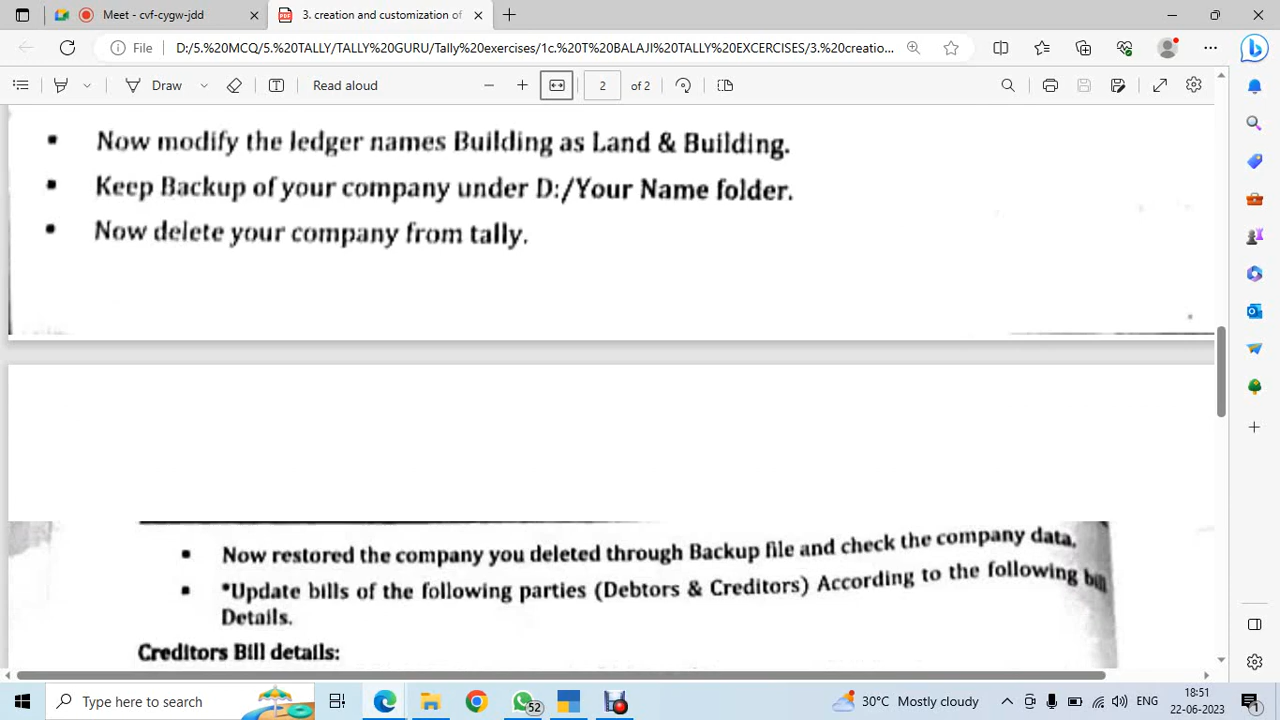 Meet - cvf-cygw-jdd
3. creation and customization of
File
D:/5.%20MCQ/5.%20TALLY/TALLY%20GURU/Tally%20exercises/1c.%20T%20BALAJI%20TALLY%20EXCERCISES/3.%20creatio...
Draw
Read aloud
2
of 2
Now modify the ledger names Building as Land & Building.
Keep Backup of your company under D:/Your Name folder.
Now delete your company from tally.
Now restored the company you deleted through Backup file and check the company data.
*Update bills of the following parties (Debtors & Creditors) According to the following bill
Details.
Creditors Bill details:
Type here to search
52
30°C Mostly cloudy
ENG
18:51
22-06-2023
1